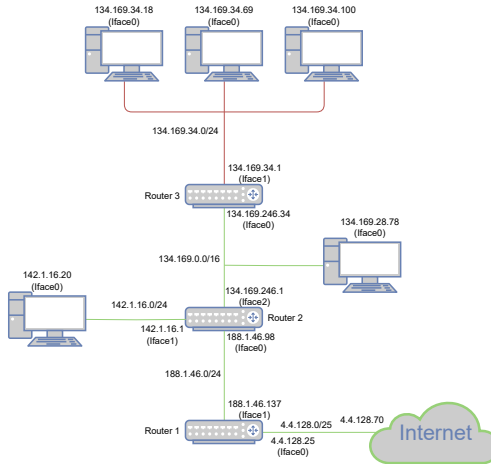 134.169.34.18
(Iface0)
134.169.34.69
(Iface0)
134.169.34.100
(Iface0)
134.169.34.0/24
134.169.34.1
(Iface1)
Router 3
134.169.246.34
(Iface0)
134.169.28.78
(Iface0)
134.169.0.0/16
142.1.16.20
(Iface0)
134.169.246.1
(Iface2)
142.1.16.0/24
Router 2
142.1.16.1
(Iface1)
188.1.46.98
(Iface0)
188.1.46.0/24
188.1.46.137
(Iface1)
Router 1
4.4.128.0/25
4.4.128.70
Internet
4.4.128.25
(Iface0)